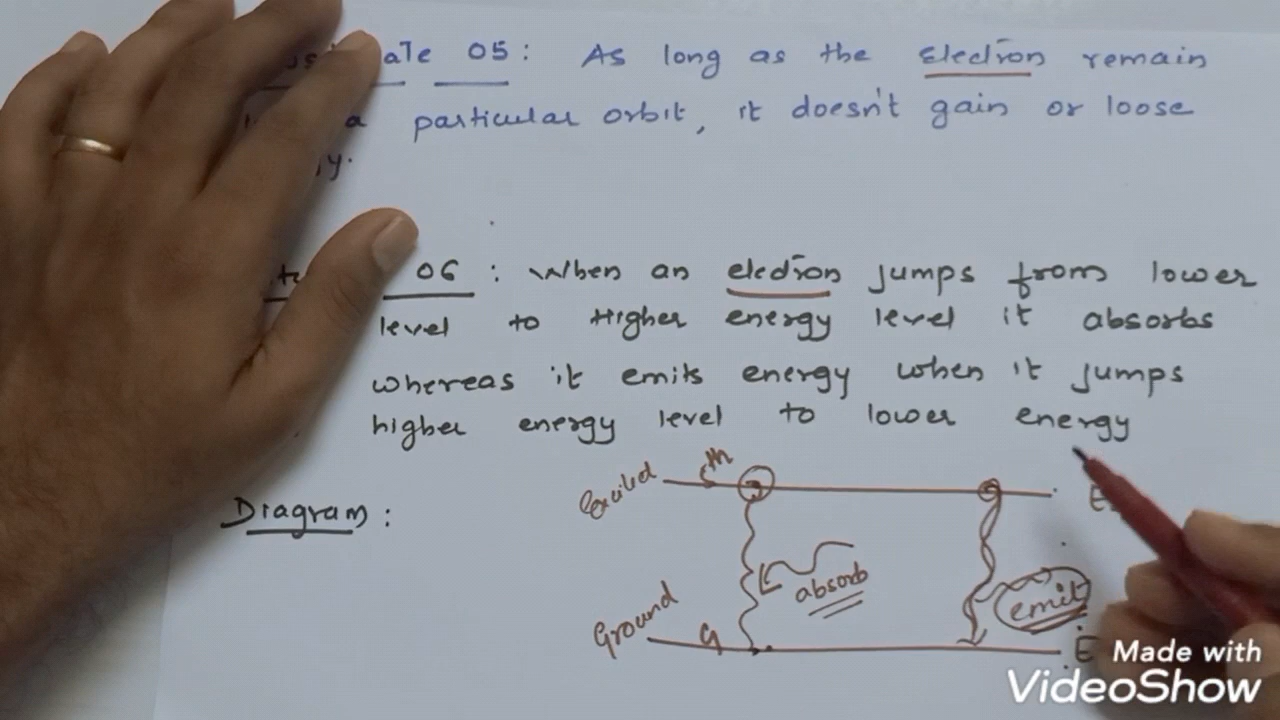 05: As long as the electron remain
a particular orbit, it doesn't gain or loose
06: When an electron jumps from lower
level to Higher energy level it absorbs
whereas it emits energy when it jumps
higher energy level to lower energy
Excited 5th
Diagram:
absorb
emit
Ground
E
Made with
VideoShow